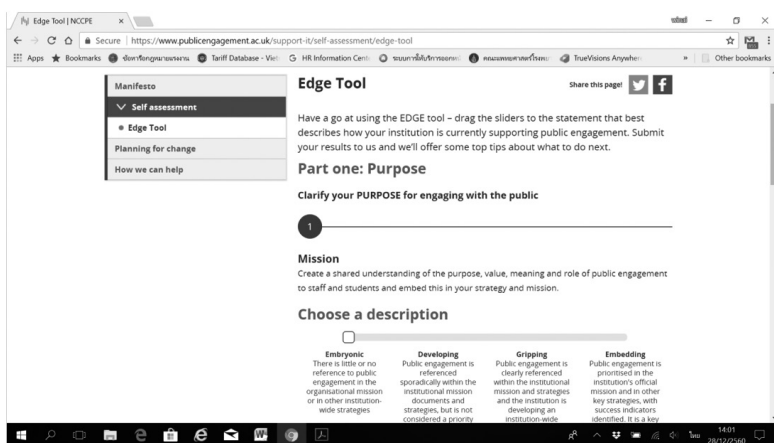 Edge Tool | NCCPE
Secure | https://www.publicengagement.ac.uk/support-it/self-assessment/edge-tool
Apps Bookmarks Tariff Database - Viet HR Information Cent TrueVisions Anywher » Other bookmarks
Manifesto
Self assessment
Edge Tool
Planning for change
How we can help
Edge Tool
Share this page!
Have a go at using the EDGE tool – drag the sliders to the statement that best
describes how your institution is currently supporting public engagement. Submit
your results to us and we'll offer some top tips about what to do next.
Part one: Purpose
Clarify your PURPOSE for engaging with the public
1
Mission
Create a shared understanding of the purpose, value, meaning and role of public engagement
to staff and students and embed this in your strategy and mission.
Choose a description
Embryonic
There is little or no
reference to public
engagement in the
organisational mission
or in other institution-
wide strategies
Developing
Public engagement is
referenced
sporadically within the
institutional mission
documents and
strategies, but is not
considered a priority
Gripping
Public engagement is
clearly referenced
within the institutional
mission and strategies
and the institution is
developing an
institution-wide
Embedding
Public engagement is
prioritised in the
institution's official
mission and in other
key strategies, with
success indicators
identified. It is a key
14:01
28/12/2560